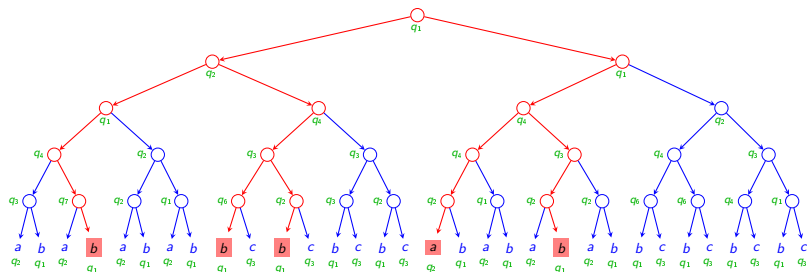 q₁
q₂ q₁
q₁ q₄ q₄ q₂
q₄ q₂ q₃ q₃ q₄ q₃ q₄ q₃
q₃ q₇ q₂ q₁ q₆ q₂ q₃ q₂ q₂ q₁ q₂ q₂ q₆ q₆ q₄ q₁
a b a b a b a b b c b c b c b c a b a b a b a b b c b c b c b c
q₂ q₁ q₂ q₁ q₂ q₁ q₂ q₁ q₁ q₃ q₁ q₃ q₁ q₃ q₁ q₃ q₂ q₁ q₂ q₁ q₂ q₁ q₂ q₁ q₁ q₃ q₁ q₃ q₁ q₃ q₁ q₃